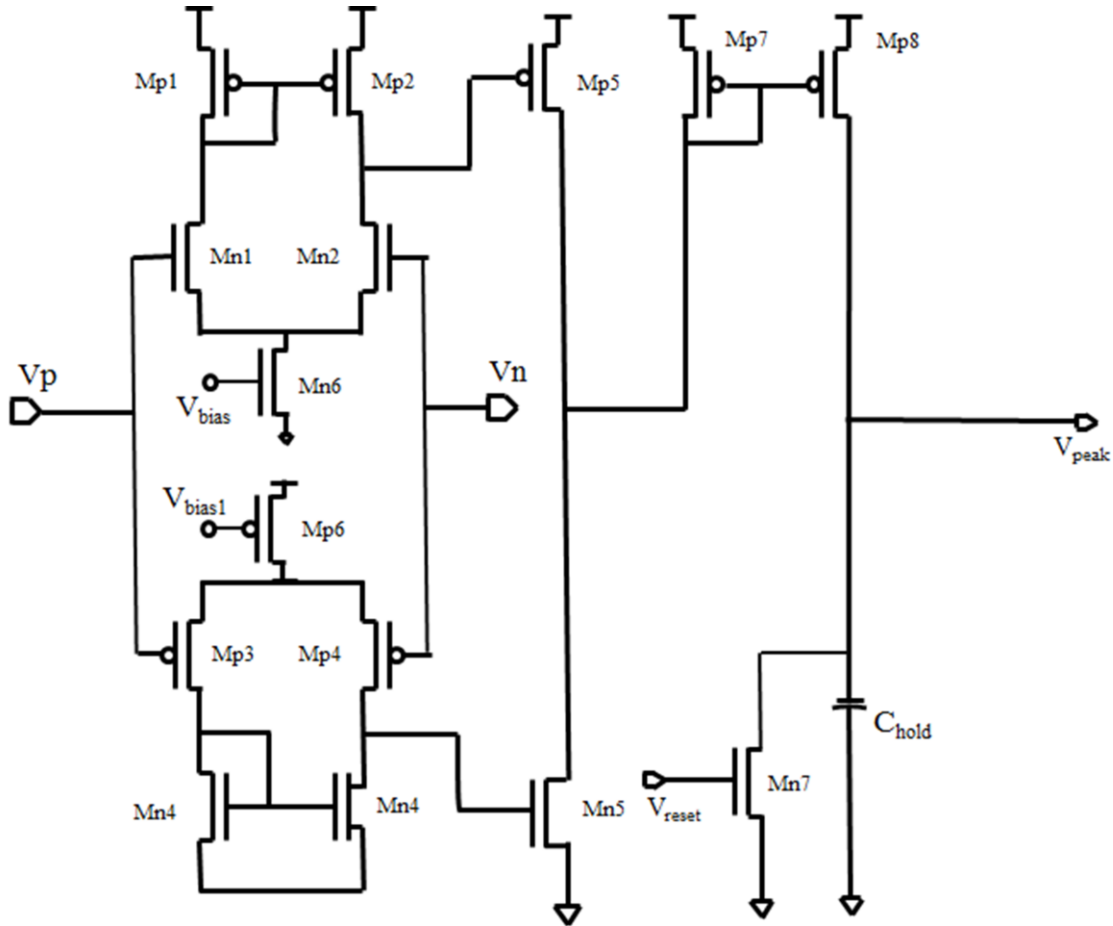 Mp1
Mp2
Mp5
Mp7
Mp8
Mn1
Mn2
Vp
Vn
Mn6
Vbias
Vbias1
Mp6
Vpeak
Mp3
Mp4
Chold
Mn4
Mn4
Mn5
Vreset
Mn7